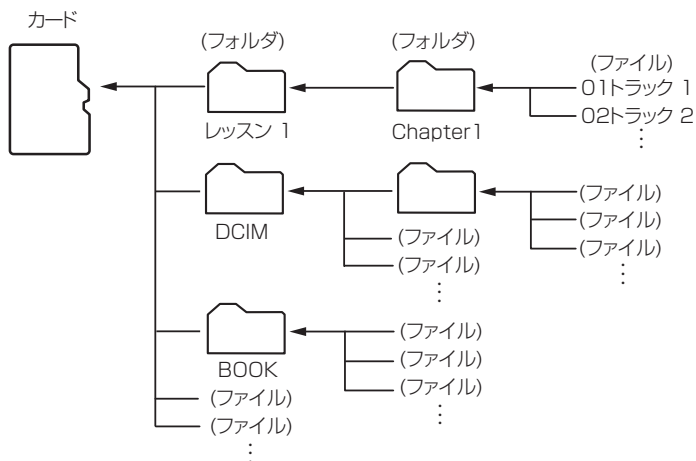 カード
(フォルダ)
(フォルダ)
(ファイル)
01トラック 1
02トラック 2
⋮
レッスン 1
Chapter1
(ファイル)
(ファイル)
(ファイル)
⋮
DCIM
(ファイル)
(ファイル)
⋮
BOOK
(ファイル)
(ファイル)
(ファイル)
⋮
(ファイル)
(ファイル)
⋮